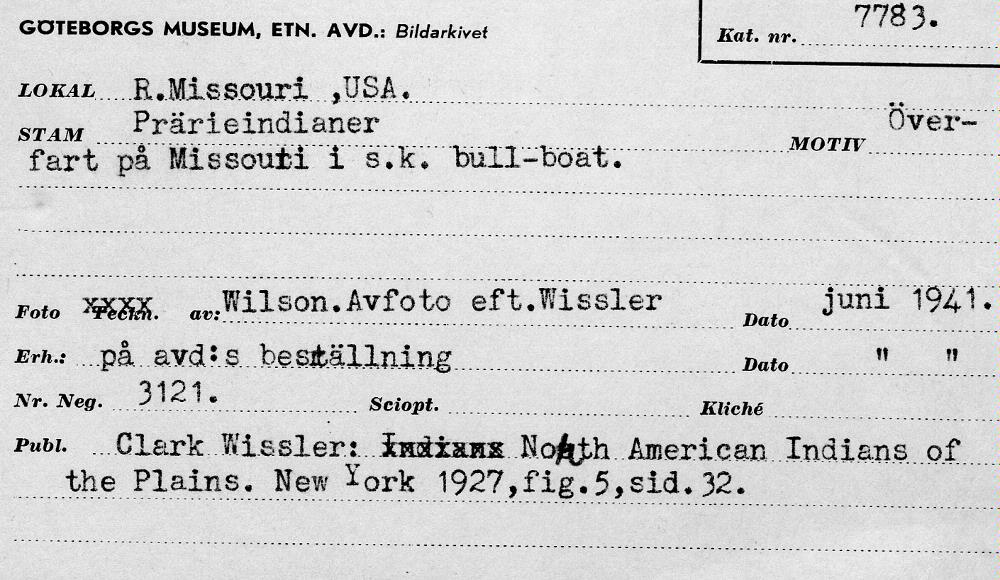 GÖTEBORGS MUSEUM, ETN. AVD.: Bildarkivet
Kat. nr. 7783.
LOKAL R.Missouri ,USA.
STAM Prärieindianer MOTIV Över-
fart på Missouti i s.k. bull-boat.
Foto Teckn. av: Wilson.Avfoto eft.Wissler Dato juni 1941.
Erh.: på avd:s beställning Dato " "
Nr. Neg. 3121. Sciopt. Kliché
Publ. Clark Wissler: Indians North American Indians of
the Plains. New York 1927,fig.5,sid.32.